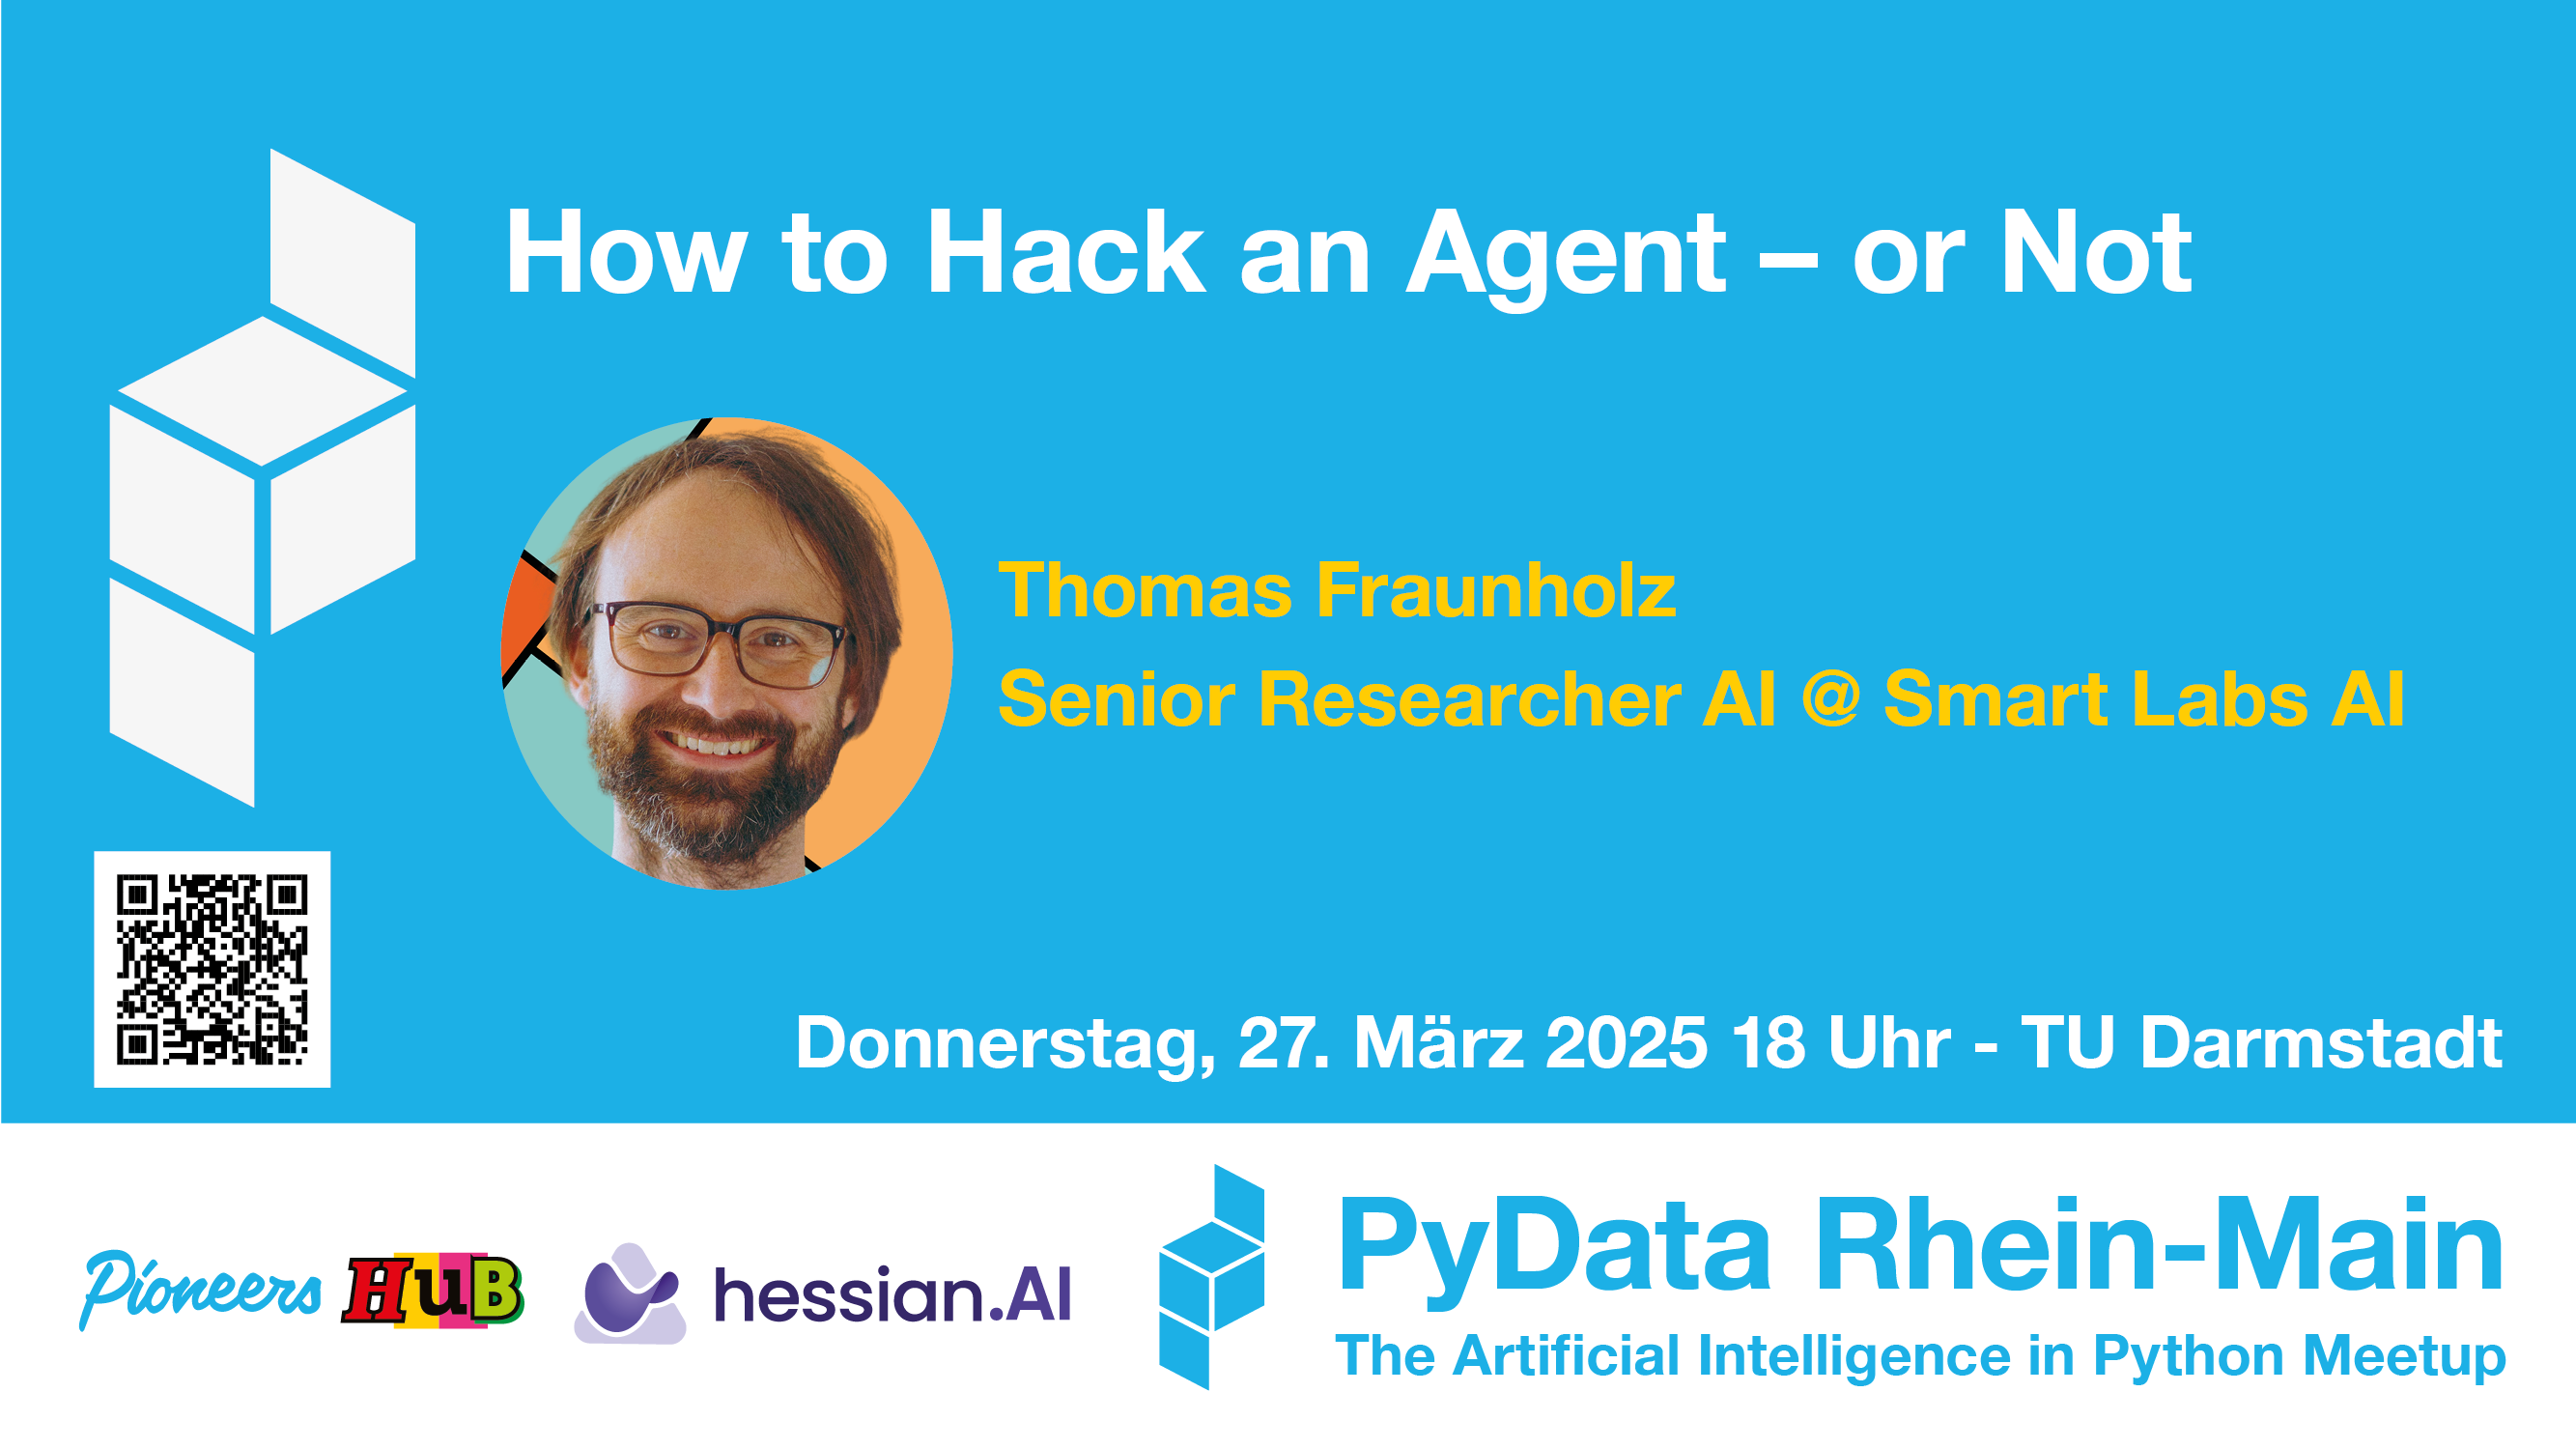 How to Hack an Agent – or Not
Thomas Fraunholz
Senior Researcher AI @ Smart Labs AI
Donnerstag, 27. März 2025 18 Uhr - TU Darmstadt
Pioneers HuB
hessian.AI
PyData Rhein-Main
The Artificial Intelligence in Python Meetup